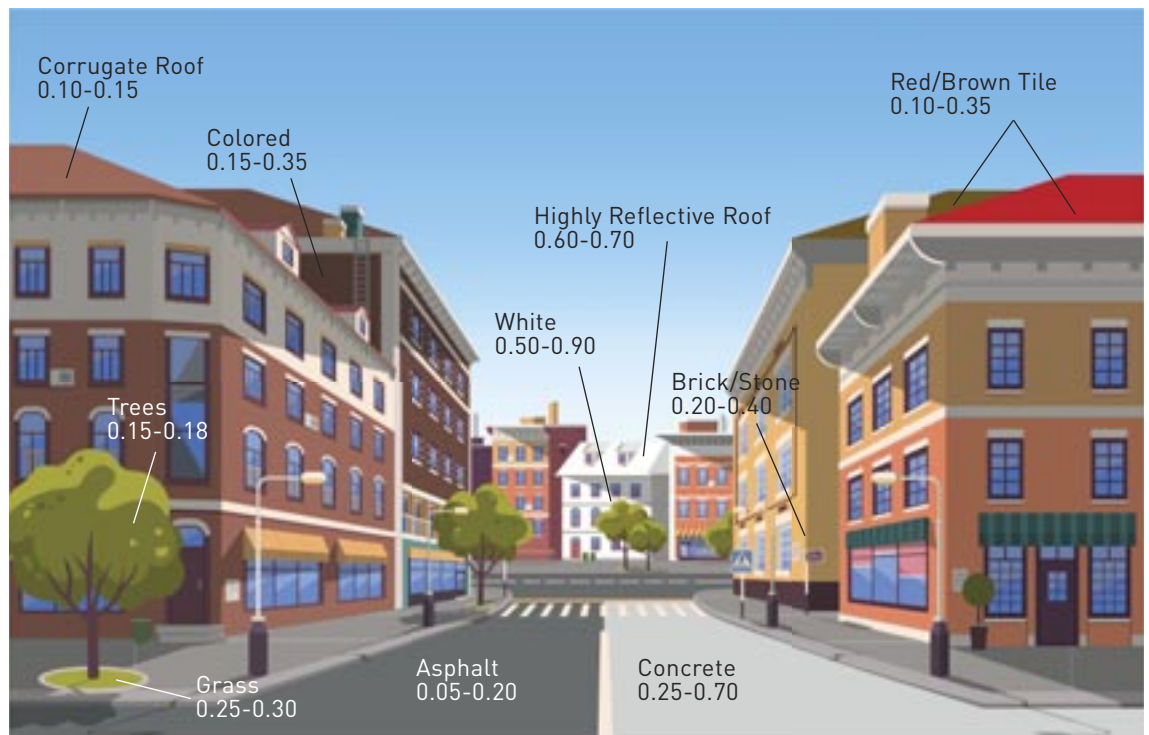 Corrugate Roof
0.10-0.15
Red/Brown Tile
0.10-0.35
Colored
0.15-0.35
Highly Reflective Roof
0.60-0.70
White
0.50-0.90
Brick/Stone
0.20-0.40
Trees
0.15-0.18
Asphalt
0.05-0.20
Concrete
0.25-0.70
Grass
0.25-0.30